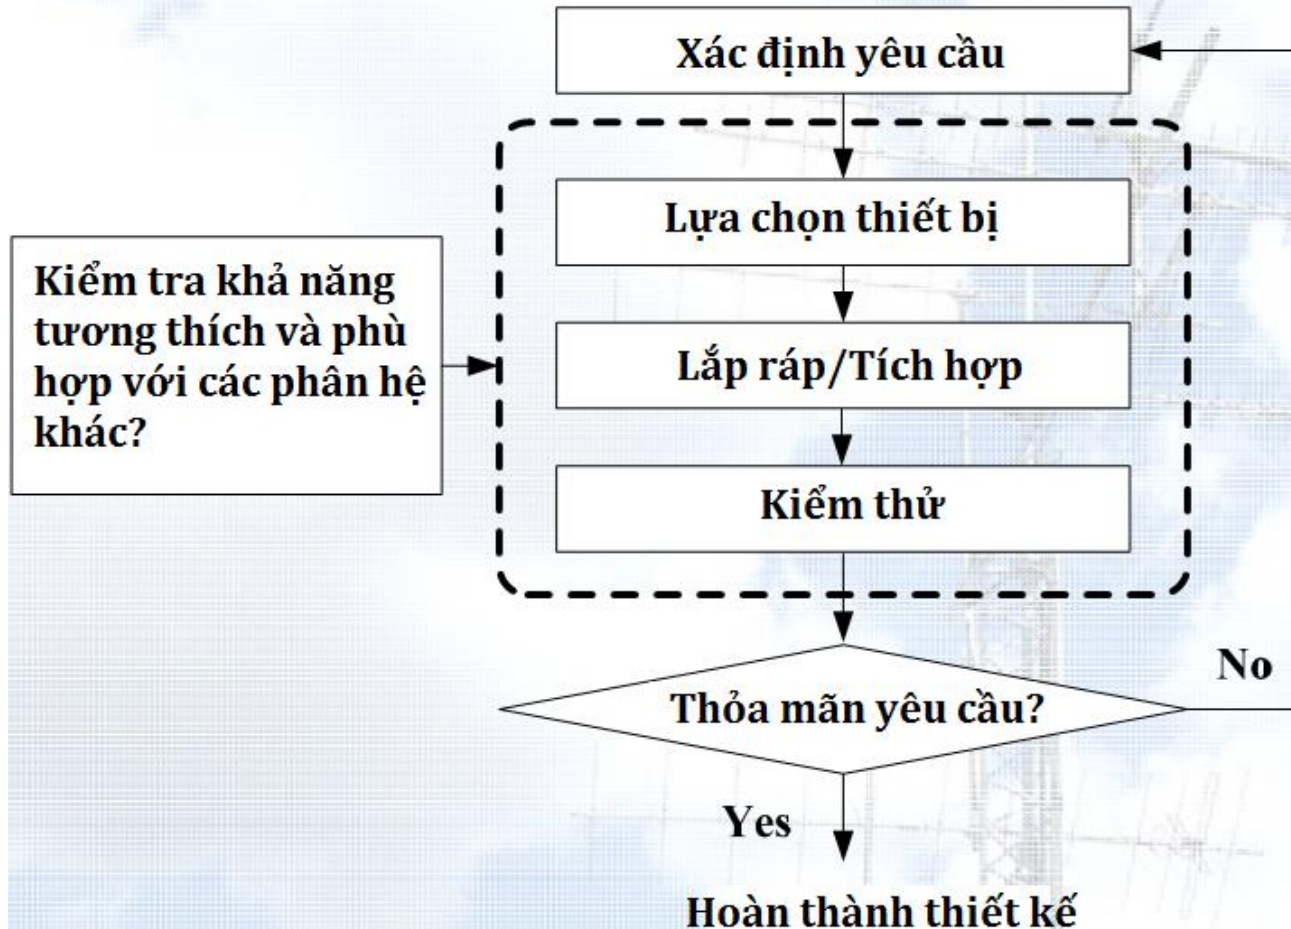 Xác định yêu cầu
Lựa chọn thiết bị
Kiểm tra khả năng
tương thích và phù
hợp với các phân hệ
khác?
Lắp ráp/Tích hợp
Kiểm thử
Thỏa mãn yêu cầu?
No
Yes
Hoàn thành thiết kế